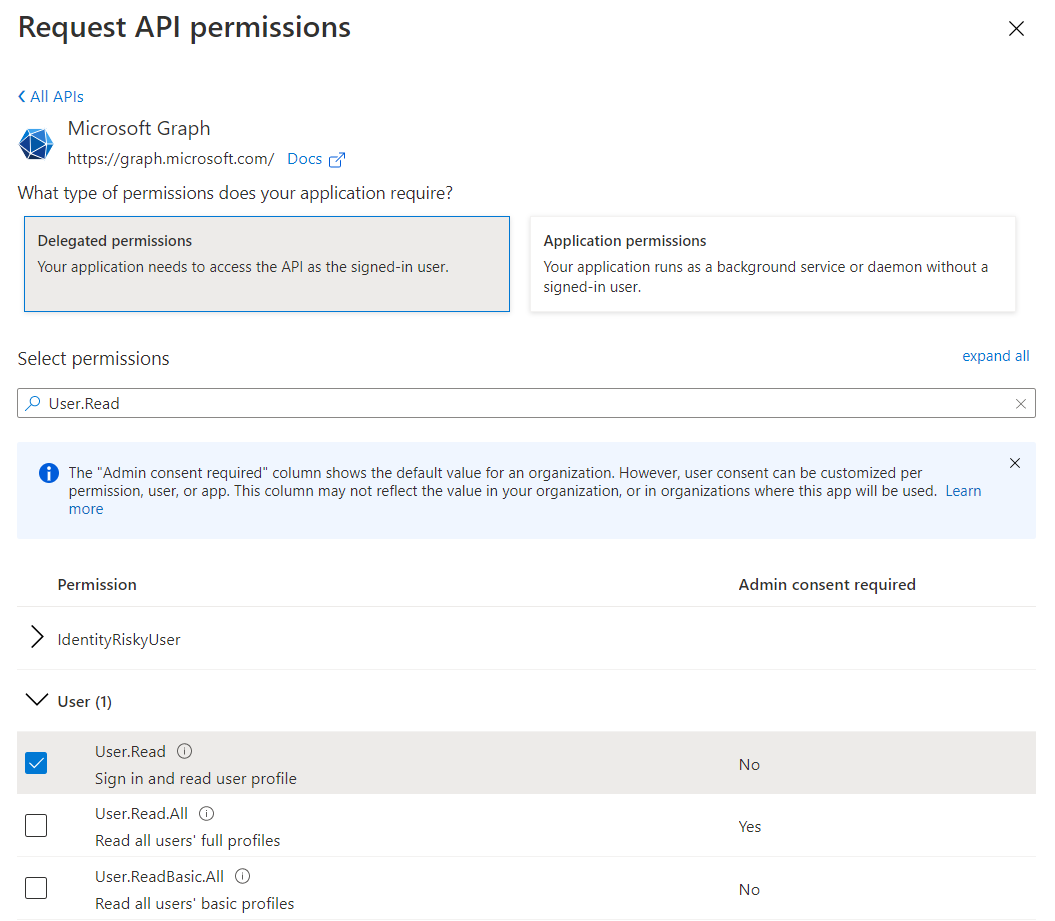 Request API permissions
All APIs
Microsoft Graph
https://graph.microsoft.com/ Docs
What type of permissions does your application require?
Delegated permissions
Your application needs to access the API as the signed-in user.
Application permissions
Your application runs as a background service or daemon without a
signed-in user.
Select permissions
expand all
User.Read
The "Admin consent required" column shows the default value for an organization. However, user consent can be customized per
permission, user, or app. This column may not reflect the value in your organization, or in organizations where this app will be used. Learn
more
Permission Admin consent required
IdentityRiskyUser
User (1)
User.Read
Sign in and read user profile
No
User.Read.All
Read all users' full profiles
Yes
User.ReadBasic.All
Read all users' basic profiles
No